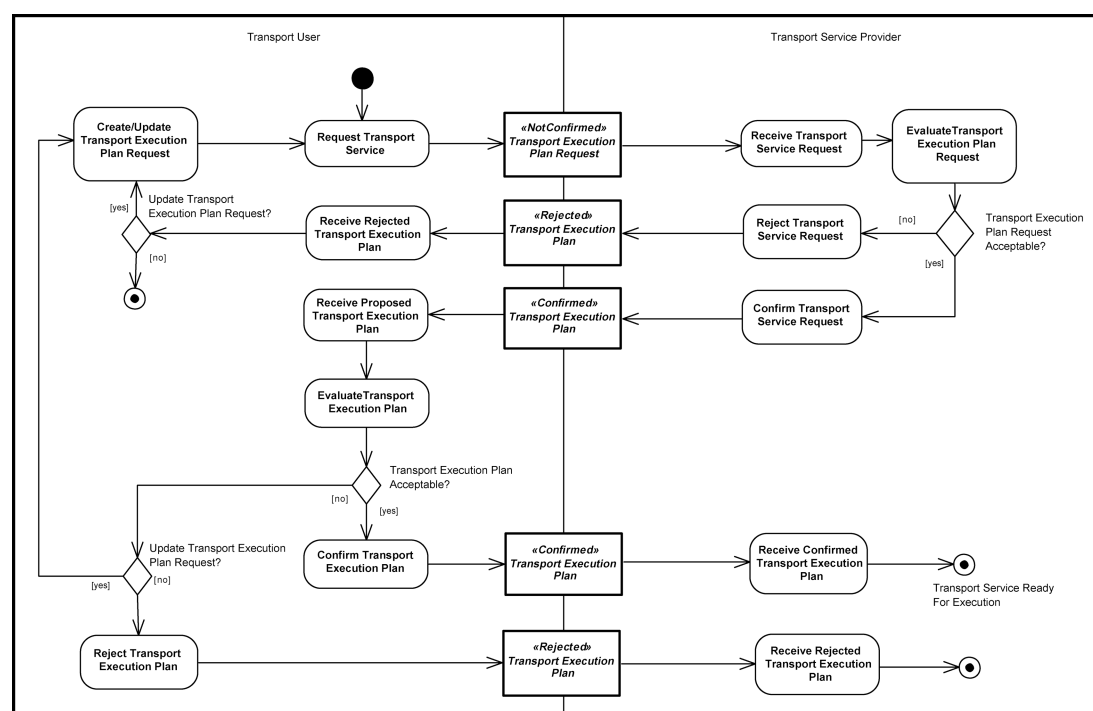 Transport User
Transport Service Provider
Create/Update
Transport Execution
Plan Request
Request Transport
Service
«NotConfirmed»
Transport Execution
Plan Request
Receive Transport
Service Request
EvaluateTransport
Execution Plan
Request
[yes]
Update Transport
Execution Plan Request?
[no]
Receive Rejected
Transport Execution
Plan
«Rejected»
Transport Execution
Plan
Reject Transport
Service Request
[no]
Transport Execution
Plan Request
Acceptable?
[yes]
Receive Proposed
Transport Execution
Plan
«Confirmed»
Transport Execution
Plan
Confirm Transport
Service Request
EvaluateTransport
Execution Plan
Transport Execution Plan
Acceptable?
[no]
[yes]
Update Transport Execution
Plan Request?
[yes]
[no]
Confirm Transport
Execution Plan
«Confirmed»
Transport Execution
Plan
Receive Confirmed
Transport Execution
Plan
Transport Service Ready
For Execution
Reject Transport
Execution Plan
«Rejected»
Transport Execution
Plan
Receive Rejected
Transport Execution
Plan